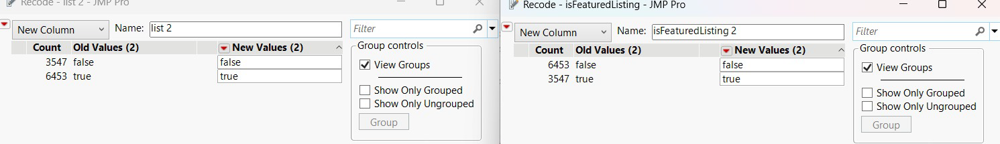 Recode - list 2 - JMP Pro
New Column Name: list 2
Filter
Count Old Values (2) New Values (2)
3547 false false
6453 true true
Group controls
View Groups
Show Only Grouped
Show Only Ungrouped
Group
Recode - isFeaturedListing - JMP Pro
New Column Name: isFeaturedListing 2
Filter
Count Old Values (2) New Values (2)
6453 false false
3547 true true
Group controls
View Groups
Show Only Grouped
Show Only Ungrouped
Group